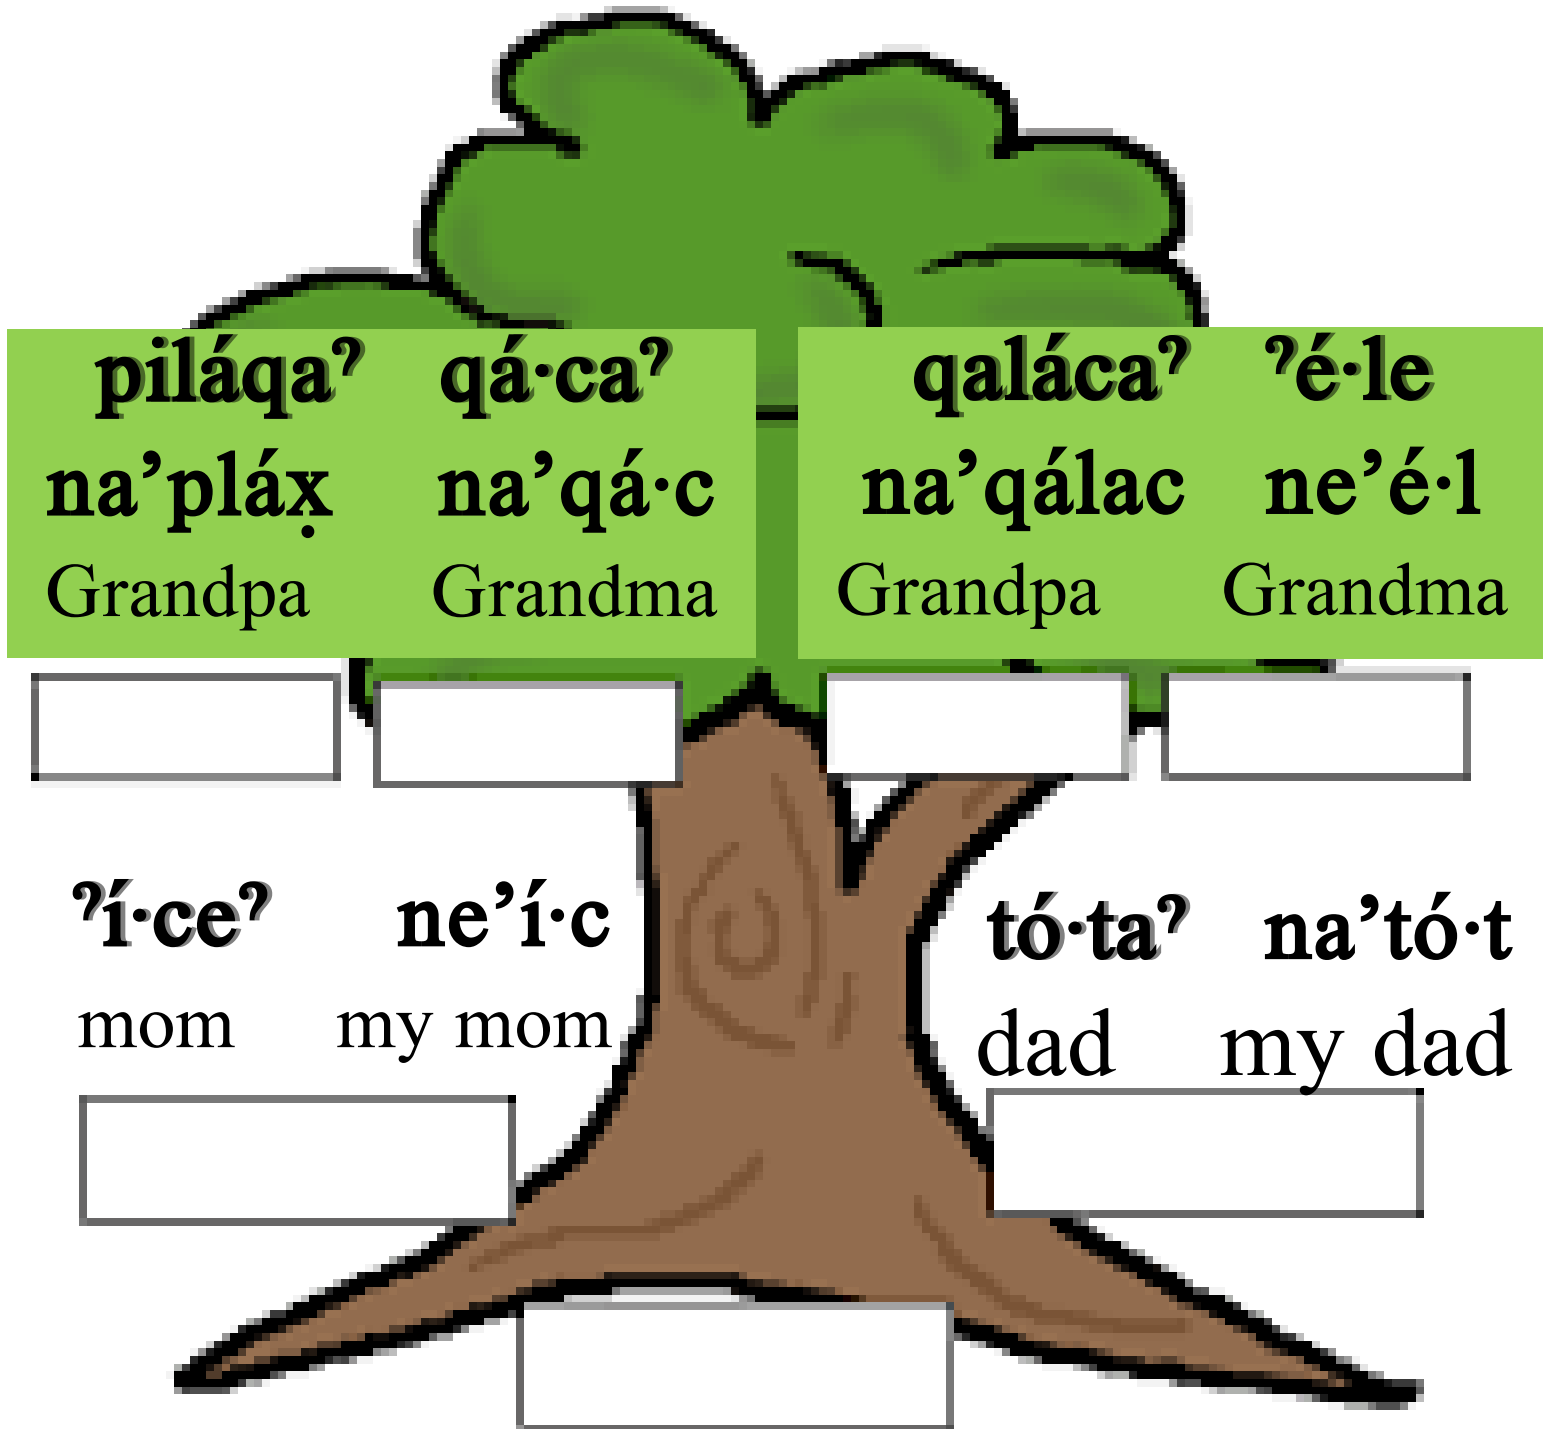 piláqaˀ qá·caˀ qaláca​ˀ ˀé·le
na’pláx̣ na’qá·c na’qálac ne’é·l
Grandpa Grandma Grandpa Grandma
ˀí·ceˀ ne’í·c tó·taˀ na’tó·t
mom my mom dad my dad